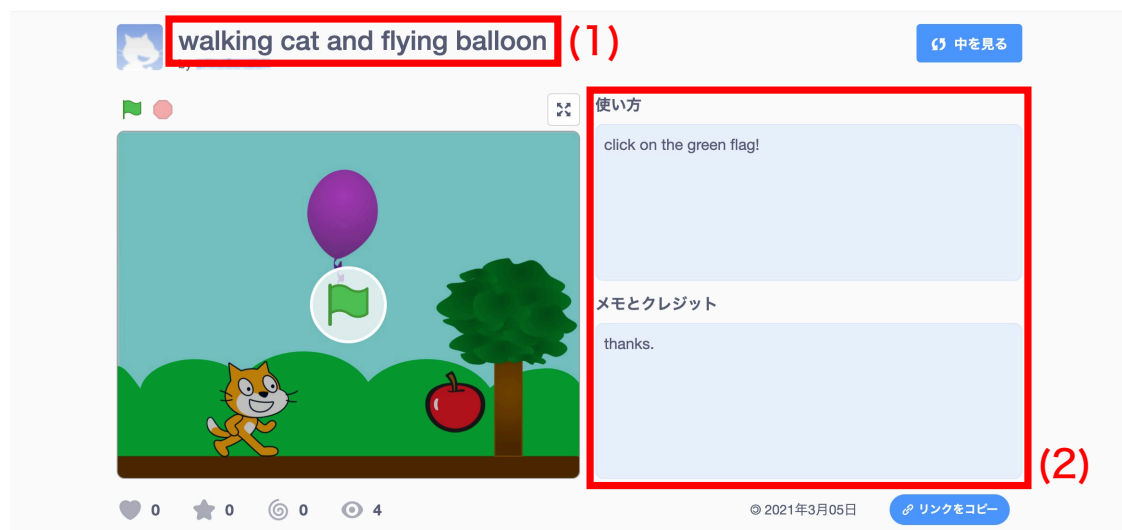 walking cat and flying balloon
(1)
by
中を見る
使い方
click on the green flag!
メモとクレジット
thanks.
(2)
0
0
0
4
© 2021年3月05日
リンクをコピー